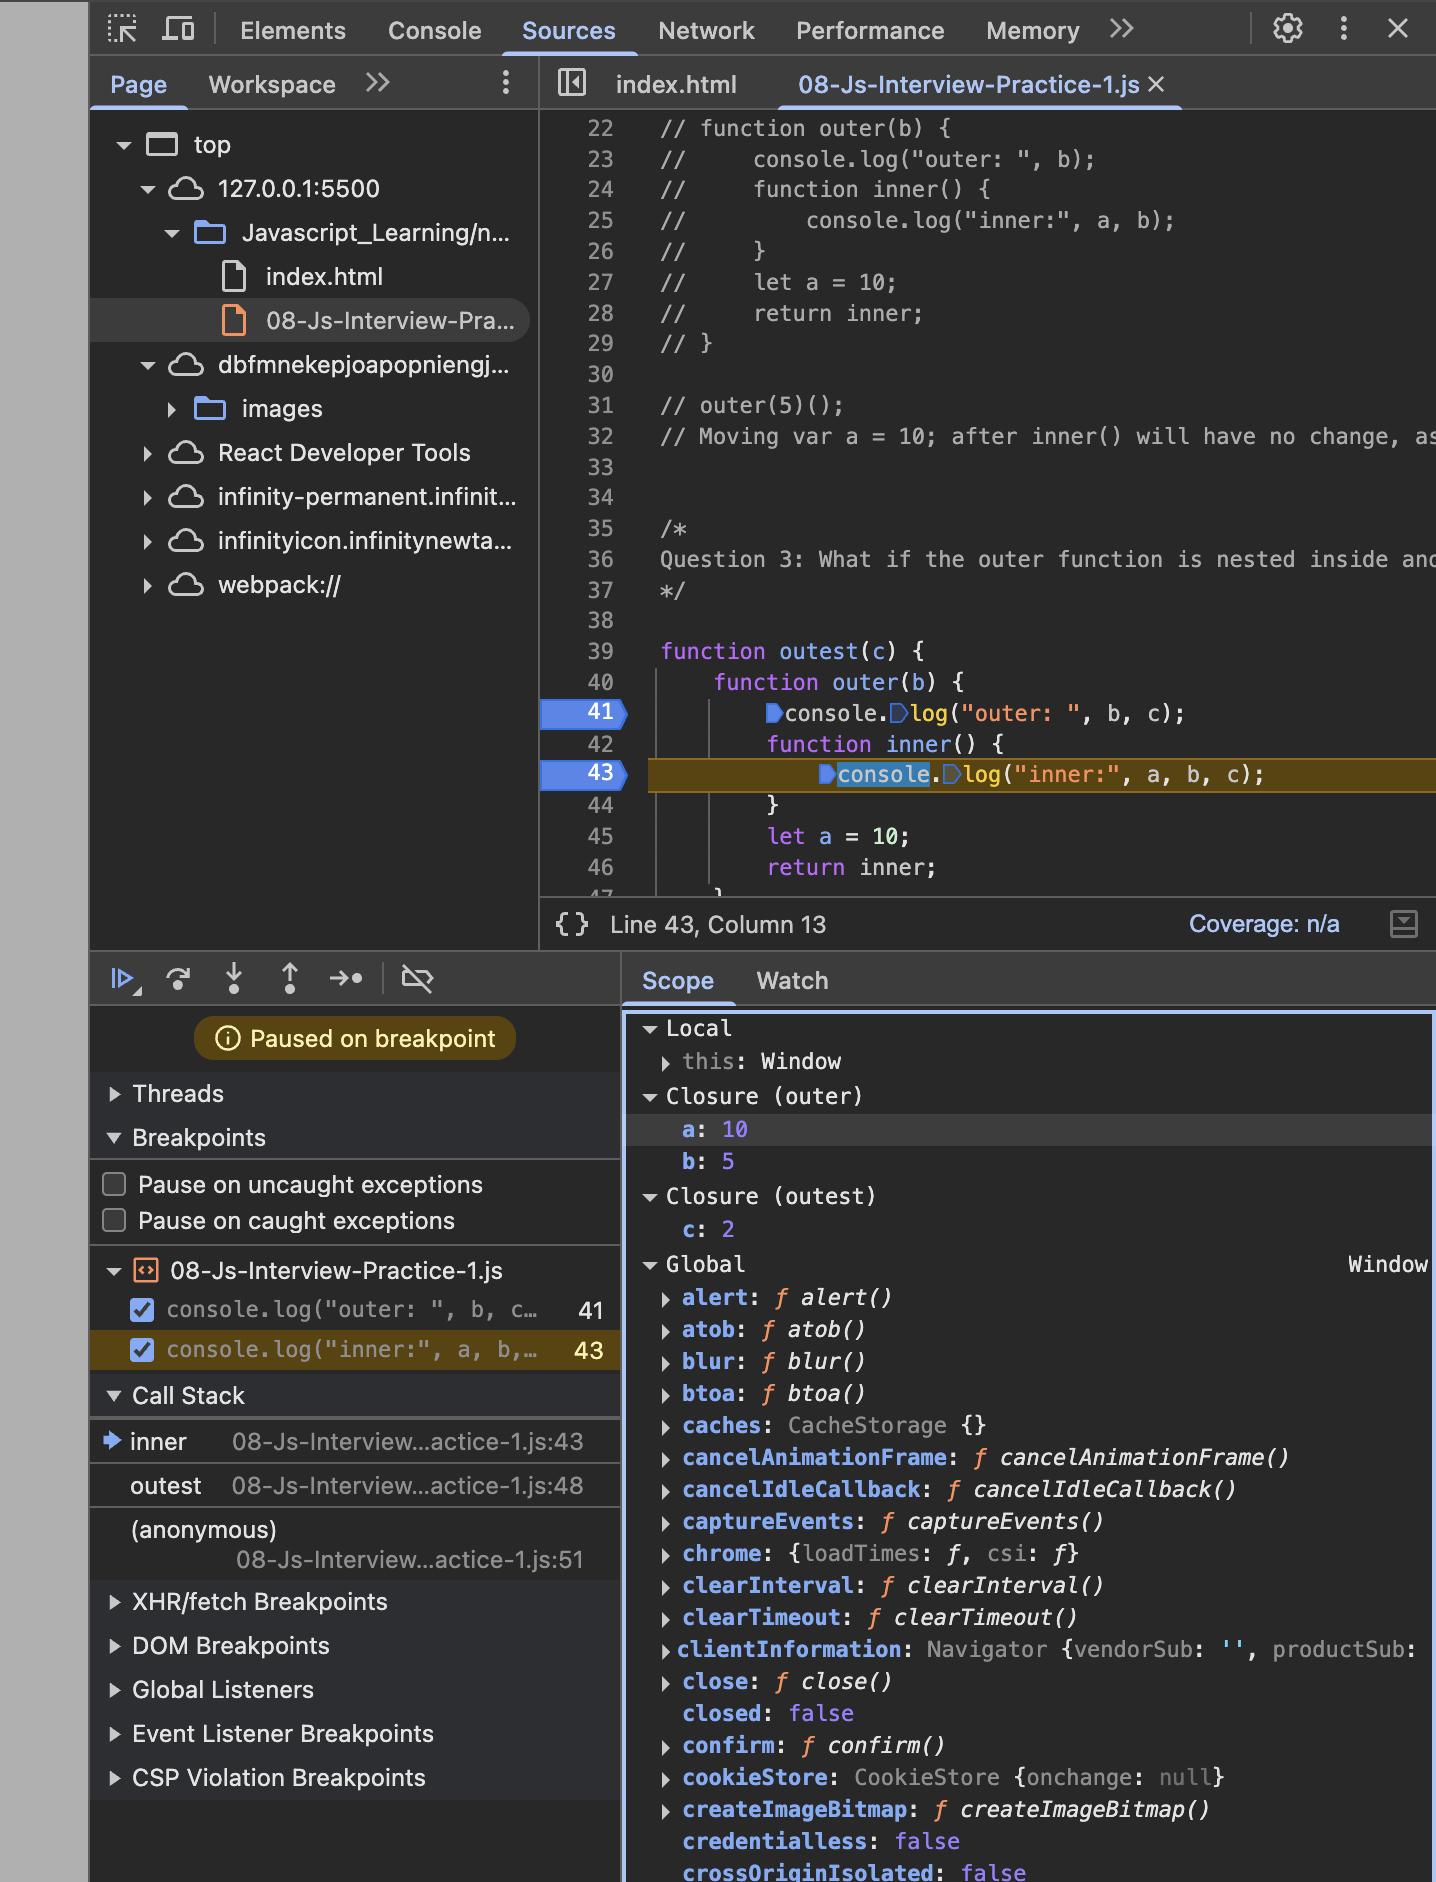 Elements Console Sources Network Performance Memory
Page Workspace
index.html 08-Js-Interview-Practice-1.js
top
127.0.0.1:5500
Javascript_Learning/n...
index.html
08-Js-Interview-Pra...
dbfmnekepjoapopniengj...
images
React Developer Tools
infinity-permanent.infinit...
infinityicon.infinitynewta...
webpack://
22 // function outer(b) {
23 //     console.log("outer: ", b);
24 //     function inner() {
25 //         console.log("inner:", a, b);
26 //     }
27 //     let a = 10;
28 //     return inner;
29 // }
30
31 // outer(5)();
32 // Moving var a = 10; after inner() will have no change, as
33
34
35 /*
36 Question 3: What if the outer function is nested inside and
37 */
38
39 function outest(c) {
40     function outer(b) {
41         console.log("outer: ", b, c);
42         function inner() {
43             console.log("inner:", a, b, c);
44         }
45         let a = 10;
46         return inner;
47     }
{} Line 43, Column 13 Coverage: n/a
Paused on breakpoint
Threads
Breakpoints
Pause on uncaught exceptions
Pause on caught exceptions
08-Js-Interview-Practice-1.js
console.log("outer: ", b, c... 41
console.log("inner:", a, b,... 43
Call Stack
inner 08-Js-Interview...actice-1.js:43
outest 08-Js-Interview...actice-1.js:48
(anonymous)
08-Js-Interview...actice-1.js:51
XHR/fetch Breakpoints
DOM Breakpoints
Global Listeners
Event Listener Breakpoints
CSP Violation Breakpoints
Scope Watch
Local
this: Window
Closure (outer)
a: 10
b: 5
Closure (outest)
c: 2
Global Window
alert: ƒ alert()
atob: ƒ atob()
blur: ƒ blur()
btoa: ƒ btoa()
caches: CacheStorage {}
cancelAnimationFrame: ƒ cancelAnimationFrame()
cancelIdleCallback: ƒ cancelIdleCallback()
captureEvents: ƒ captureEvents()
chrome: {loadTimes: ƒ, csi: ƒ}
clearInterval: ƒ clearInterval()
clearTimeout: ƒ clearTimeout()
clientInformation: Navigator {vendorSub: '', productSub:
close: ƒ close()
closed: false
confirm: ƒ confirm()
cookieStore: CookieStore {onchange: null}
createImageBitmap: ƒ createImageBitmap()
credentialless: false
crossOriginIsolated: false